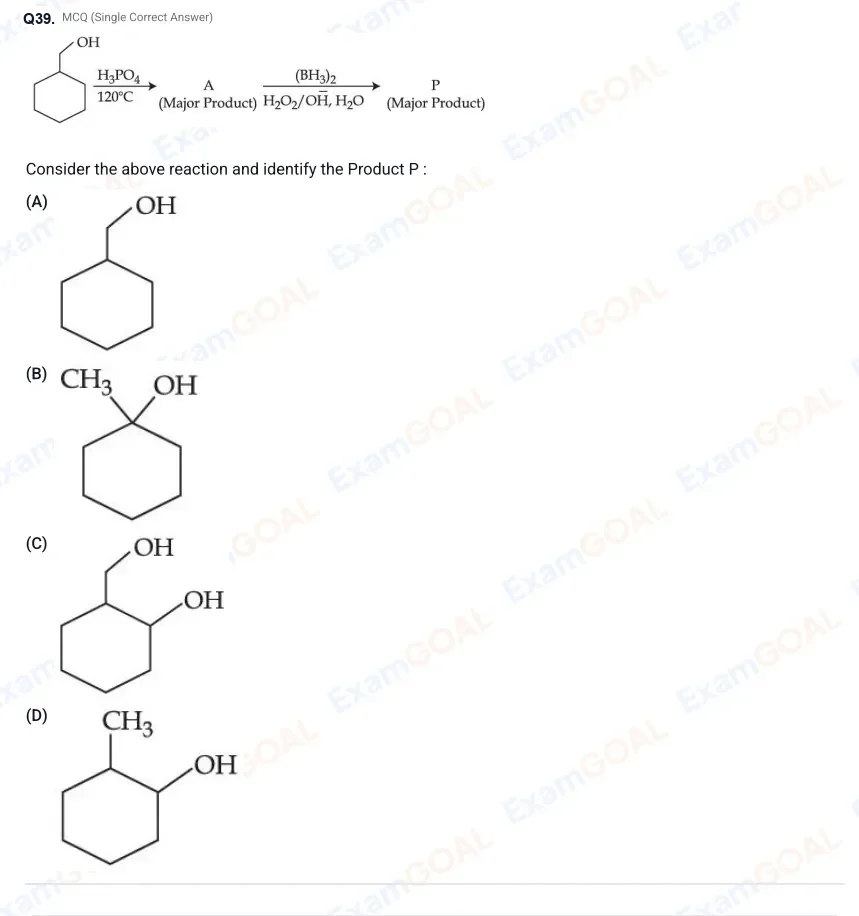 Q39. MCQ (Single Correct Answer)
OH
H₃PO₄
120°C
A
(Major Product)
(BH₃)₂
H₂O₂/OH̄, H₂O
P
(Major Product)
Consider the above reaction and identify the Product P :
(A)
OH
(B) CH₃ OH
(C)
OH
OH
(D)
CH₃
OH
ExamGOAL